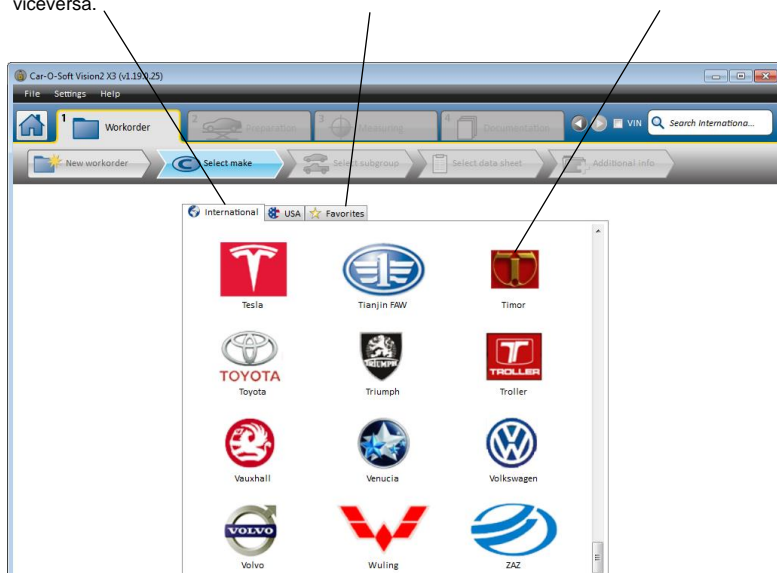 viceversa.
Car-O-Soft Vision2 X3 (v1.19.0.25)
File Settings Help
1 Workorder 2 Preparation 3 Measuring 4 Documentation VIN Search Internationa...
New workorder Select make Select subgroup Select data sheet Additional info
International USA Favorites
Tesla Tianjin FAW Timor
TOYOTA TRIUMPH TROLLER
Toyota Triumph Troller
Vauxhall Venucia Volkswagen
VOLVO
Volvo Wuling ZAZ